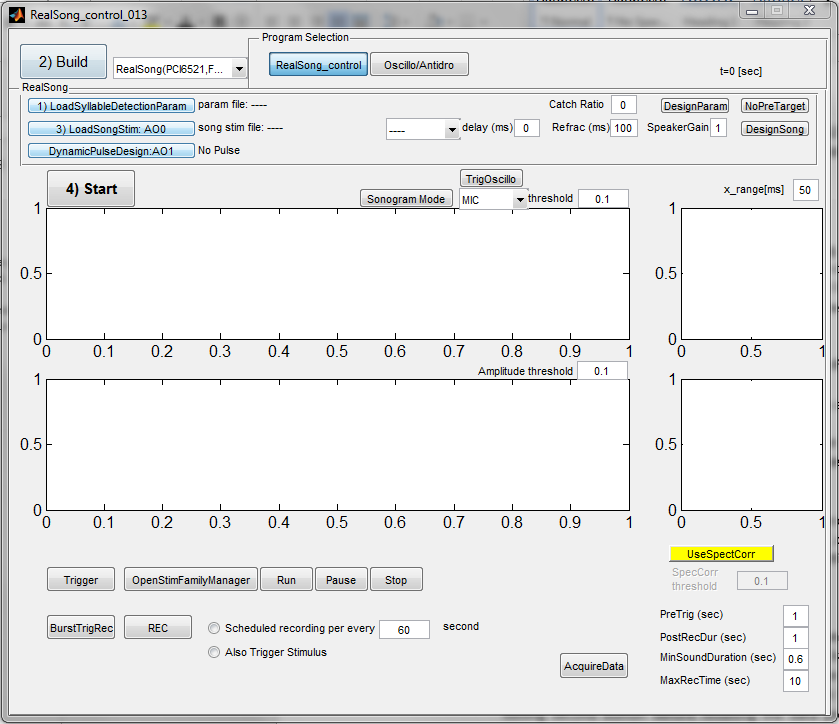 RealSong_control_013
Program Selection
2) Build
RealSong(PCI6521,F...
RealSong_control
Oscillo/Antidro
t=0 [sec]
RealSong
1) LoadSyllableDetectionParam
param file: ----
Catch Ratio
0
DesignParam
NoPreTarget
3) LoadSongStim: AO0
song stim file: ----
----
delay (ms)
0
Refrac (ms)
100
SpeakerGain
1
DesignSong
DynamicPulseDesign:AO1
No Pulse
4) Start
TrigOscillo
Sonogram Mode
MIC
threshold
0.1
x_range[ms]
50
1
0.5
0
0 0.1 0.2 0.3 0.4 0.5 0.6 0.7 0.8 0.9 1
1
0.5
0
0 0.5 1
Amplitude threshold
0.1
1
0.5
0
0 0.1 0.2 0.3 0.4 0.5 0.6 0.7 0.8 0.9 1
1
0.5
0
0 0.5 1
UseSpectCorr
SpecCorr
threshold
0.1
Trigger
OpenStimFamilyManager
Run
Pause
Stop
BurstTrigRec
REC
Scheduled recording per every
60
second
Also Trigger Stimulus
AcquireData
PreTrig (sec)
1
PostRecDur (sec)
1
MinSoundDuration (sec)
0.6
MaxRecTime (sec)
10